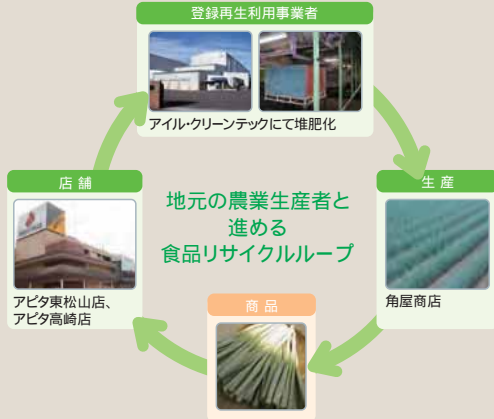 登録再生利用事業者
アイル・クリーンテックにて堆肥化
店 舗
アピタ東松山店、
アピタ高崎店
地元の農業生産者と
進める
食品リサイクルループ
生 産
角屋商店
商 品